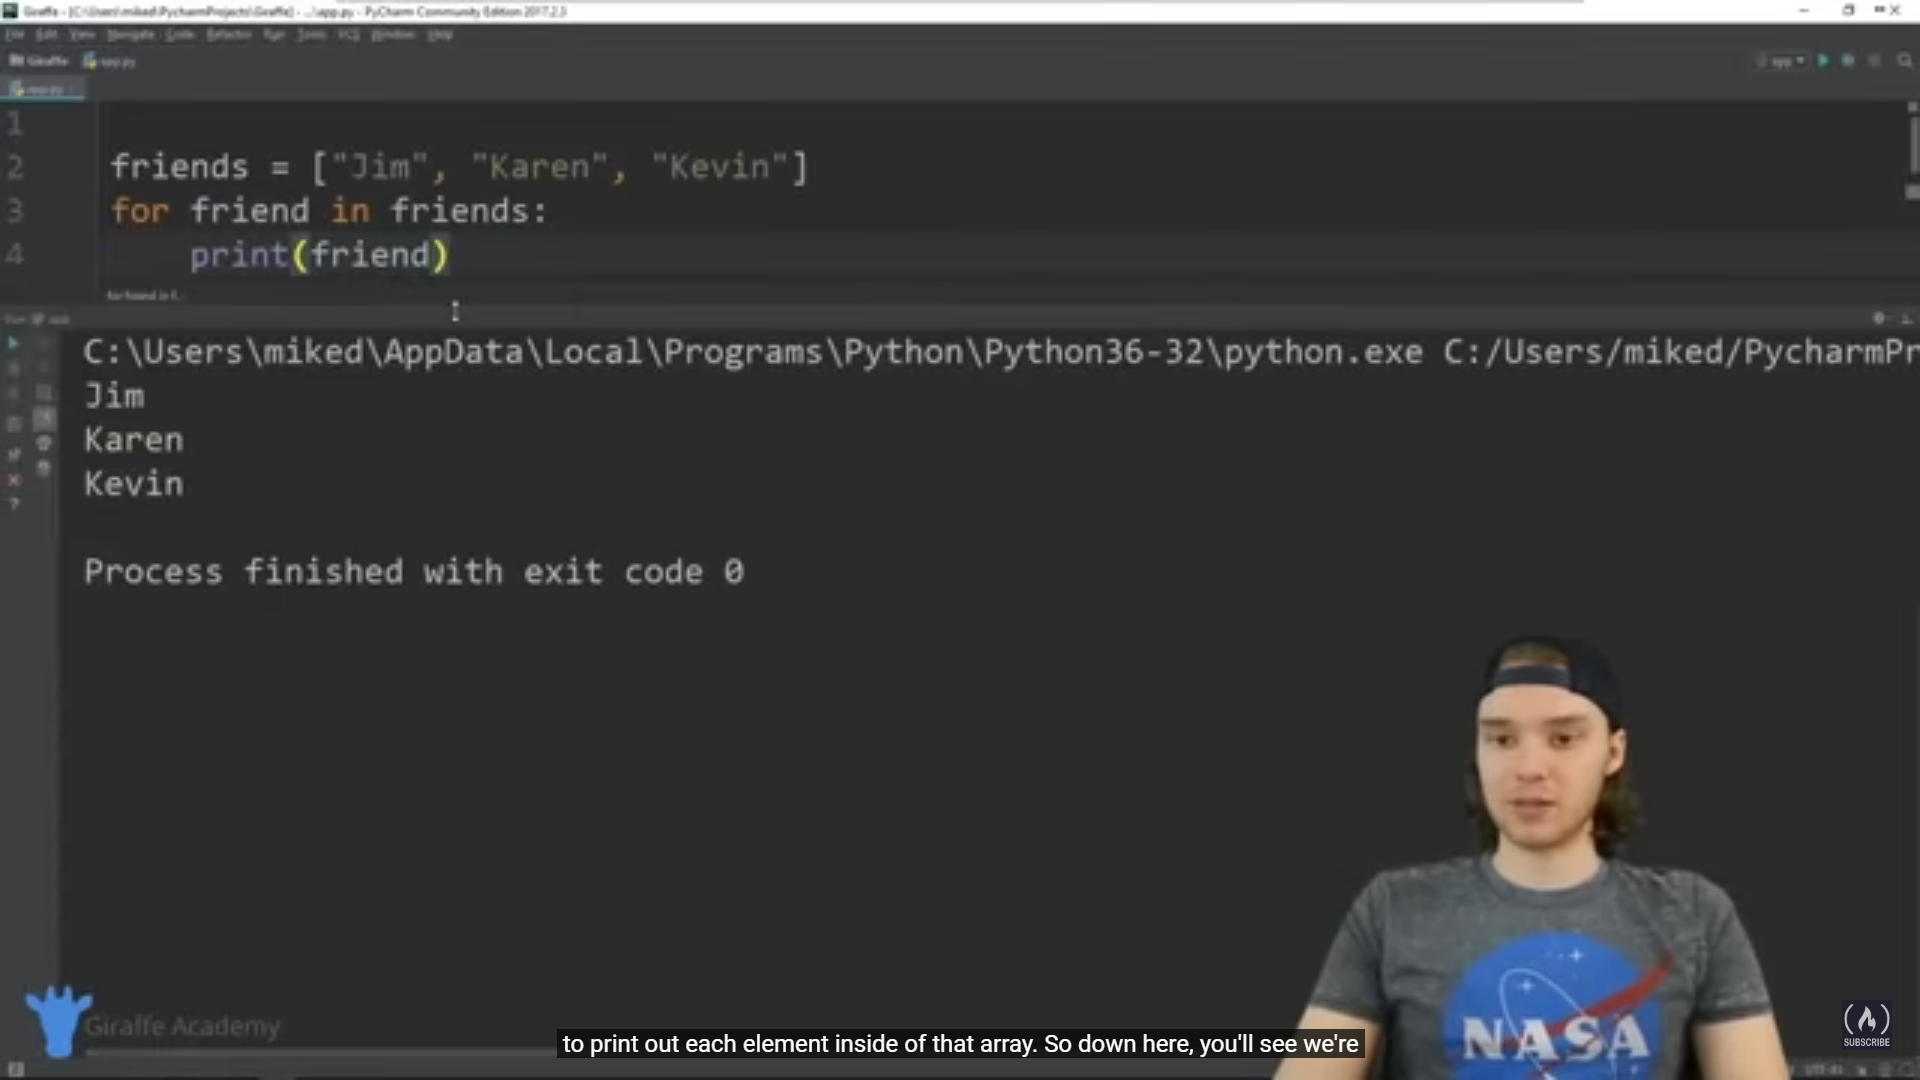 Giraffe - [C:\Users\miked\PycharmProjects\Giraffe] - ...\app.py - PyCharm Community Edition 2017.2.3
File Edit View Navigate Code Refactor Run Tools VCS Window Help
Giraffe app.py
app
app.py
1
2 friends = ["Jim", "Karen", "Kevin"]
3 for friend in friends:
4 print(friend)
for friend in f...
Run app
C:\Users\miked\AppData\Local\Programs\Python\Python36-32\python.exe C:/Users/miked/PycharmPr
Jim
Karen
Kevin
Process finished with exit code 0
NASA
Giraffe Academy
SUBSCRIBE
to print out each element inside of that array. So down here, you'll see we're